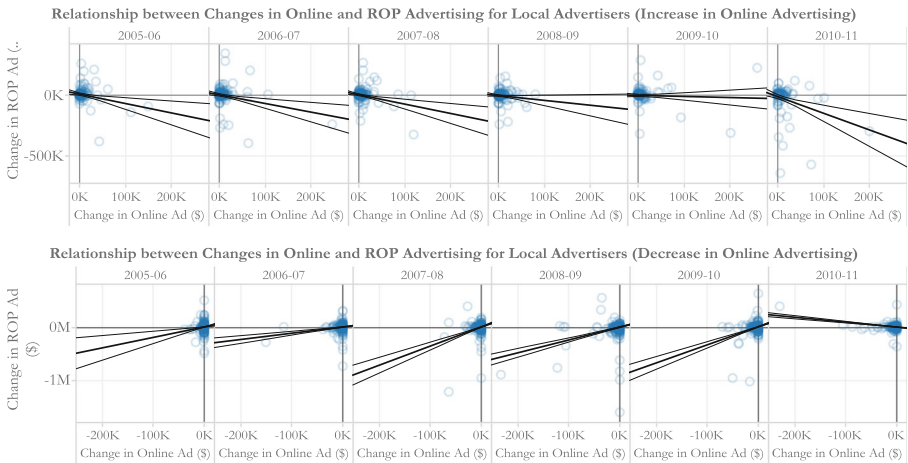 Relationship between Changes in Online and ROP Advertising for Local Advertisers (Increase in Online Advertising)
2005-06 2006-07 2007-08 2008-09 2009-10 2010-11
Change in ROP Ad (..
0K
-500K
0K 100K 200K 0K 100K 200K 0K 100K 200K 0K 100K 200K 0K 100K 200K 0K 100K 200K
Change in Online Ad ($) Change in Online Ad ($) Change in Online Ad ($) Change in Online Ad ($) Change in Online Ad ($) Change in Online Ad ($)
Relationship between Changes in Online and ROP Advertising for Local Advertisers (Decrease in Online Advertising)
2005-06 2006-07 2007-08 2008-09 2009-10 2010-11
Change in ROP Ad
($)
0M
-1M
-200K -100K 0K -200K -100K 0K -200K -100K 0K -200K -100K 0K -200K -100K 0K -200K -100K 0K
Change in Online Ad ($) Change in Online Ad ($) Change in Online Ad ($) Change in Online Ad ($) Change in Online Ad ($) Change in Online Ad ($)